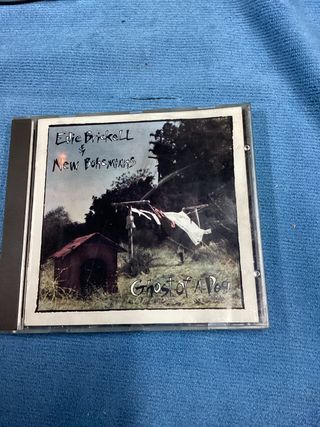 Edie Brickell
&
New Bohemians
Ghost of a Dog